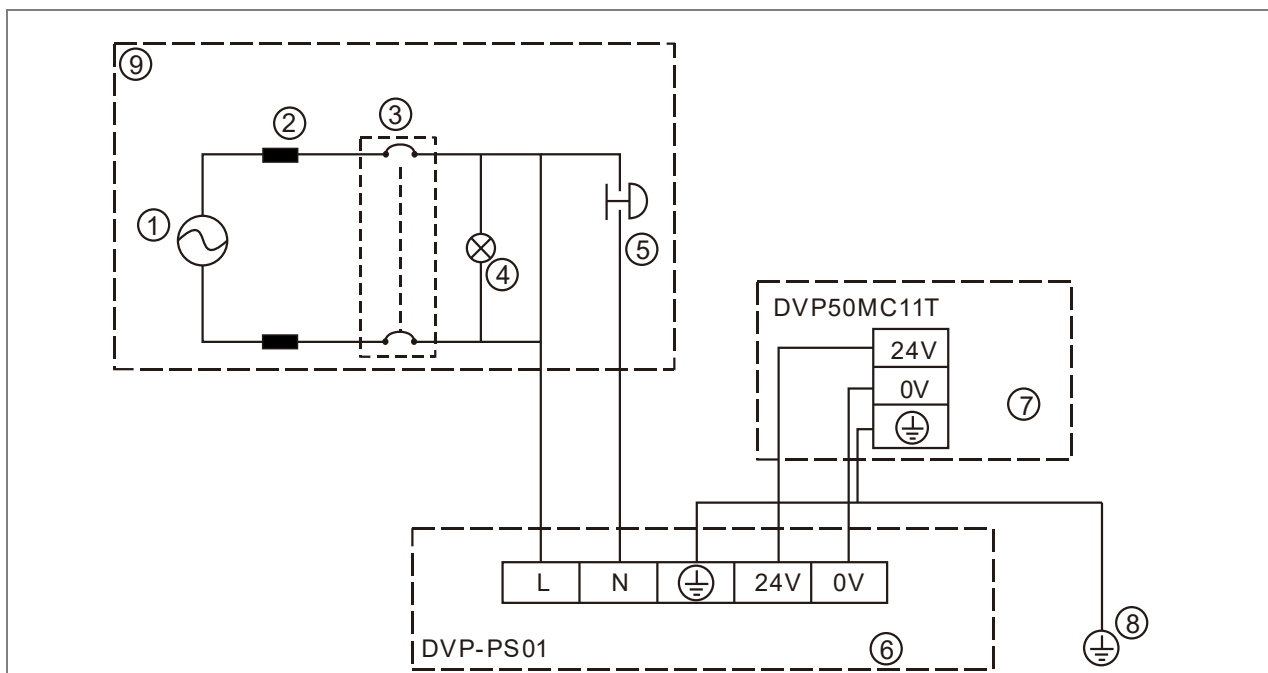 ⑨
②
③
①
④
⑤
DVP50MC11T
24V
0V
⑦
L N 24V 0V
⑧
DVP-PS01
⑥